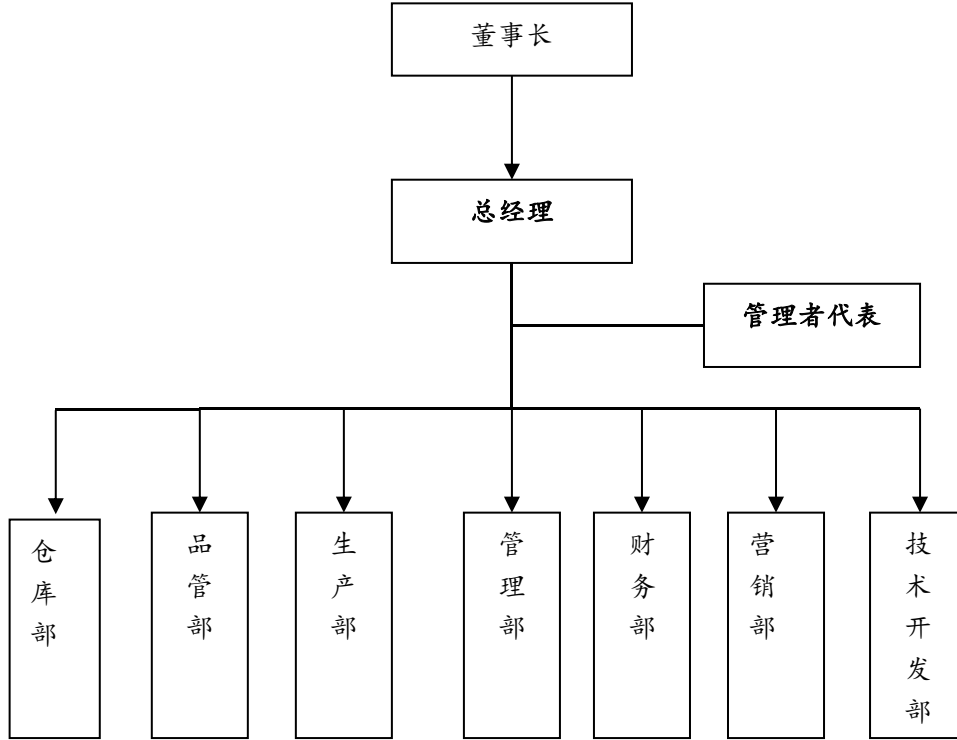 董事长
总经理
管理者代表
仓库部
品管部
生产部
管理部
财务部
营销部
技术开发部